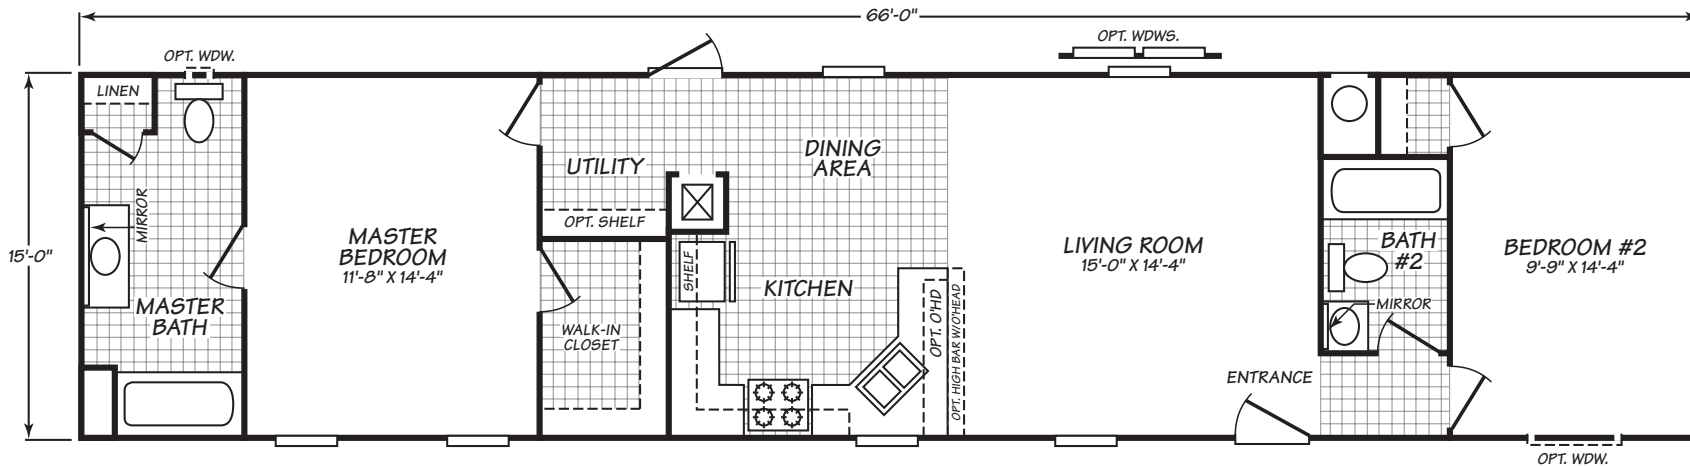 66'-0"
OPT. WDW.
OPT. WDWS.
LINEN
15'-0"
MIRROR
MASTER
BATH
MASTER
BEDROOM
11'-8" X 14'-4"
UTILITY
OPT. SHELF
WALK-IN
CLOSET
DINING
AREA
SHELF
KITCHEN
OPT. O'HD
OPT. HIGH BAR W/O'HEAD
LIVING ROOM
15'-0" X 14'-4"
ENTRANCE
BATH
#2
MIRROR
BEDROOM #2
9'-9" X 14'-4"
OPT. WDW.